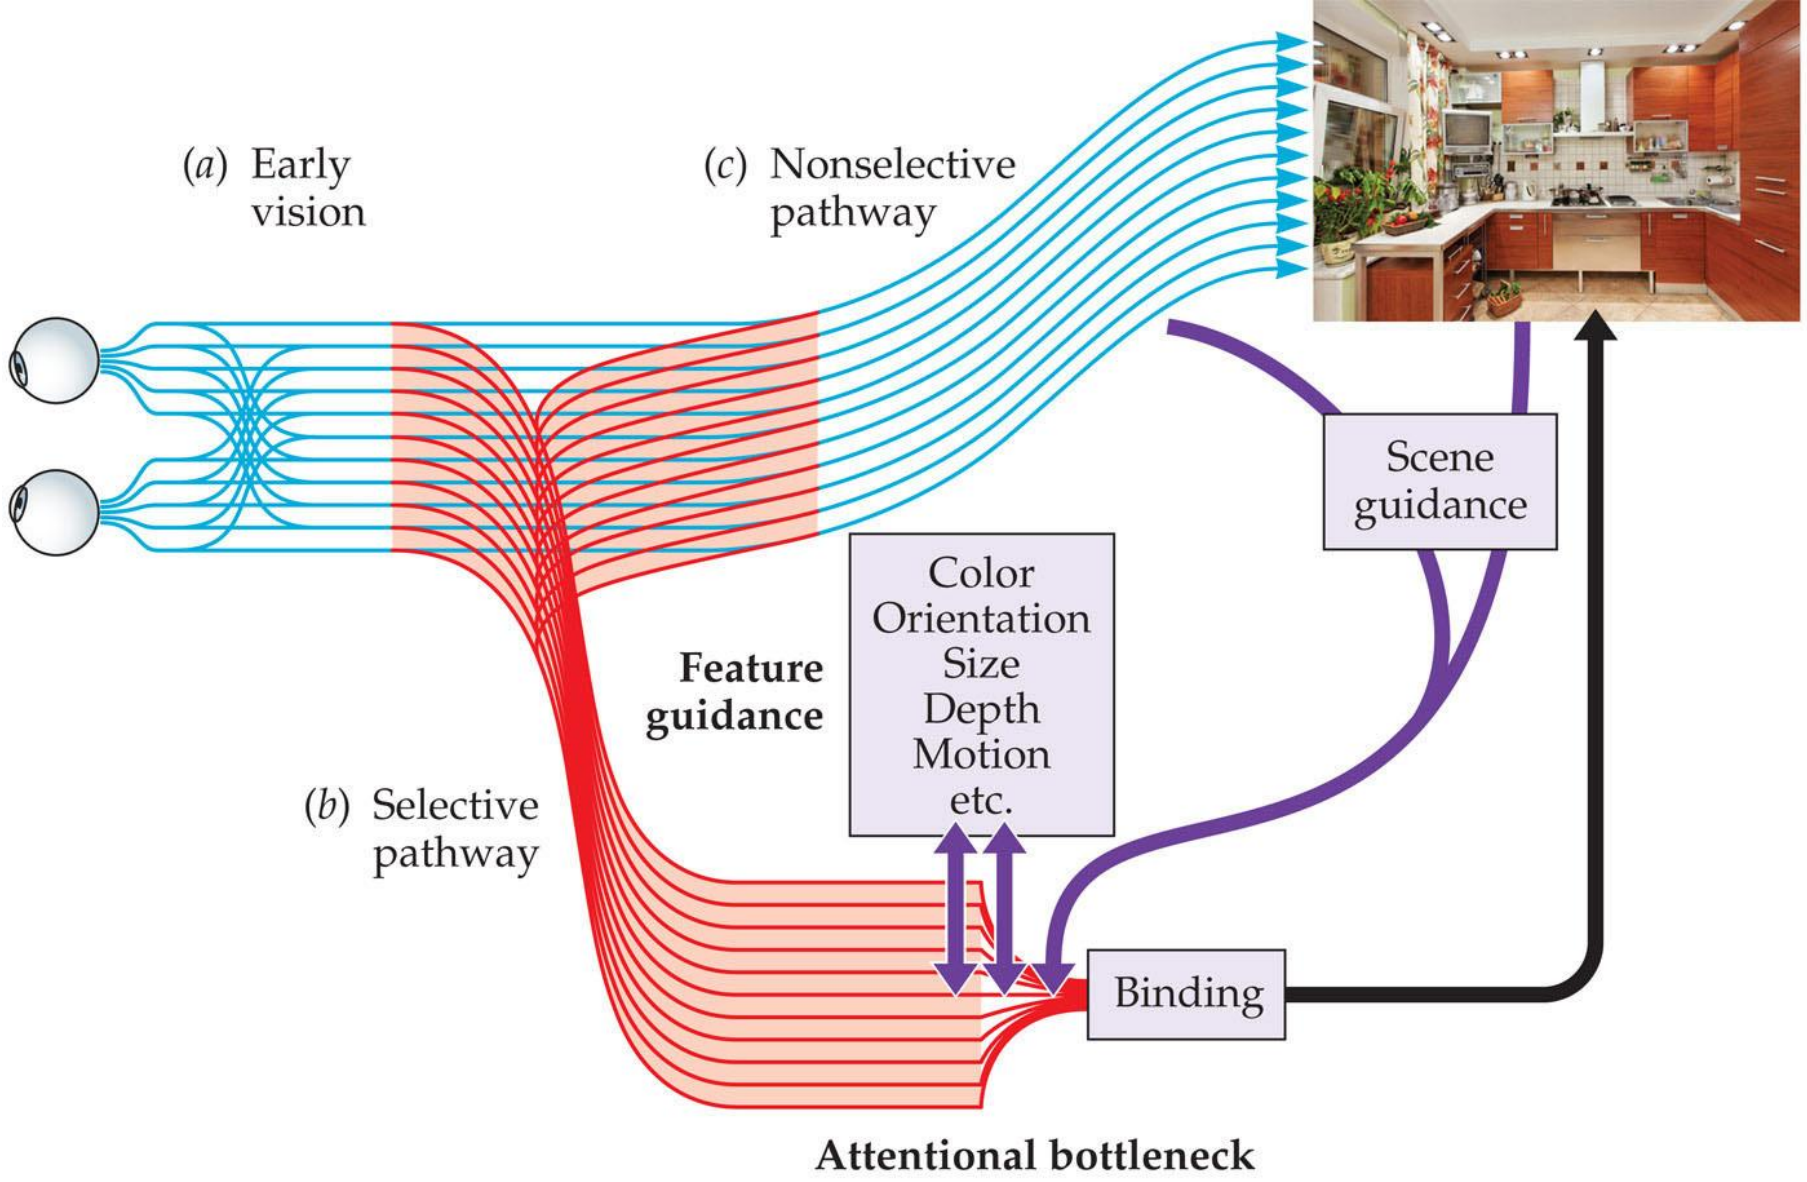 (a) Early
vision
(c) Nonselective
pathway
Scene
guidance
Color
Orientation
Size
Depth
Motion
etc.
Feature
guidance
(b) Selective
pathway
Binding
Attentional bottleneck